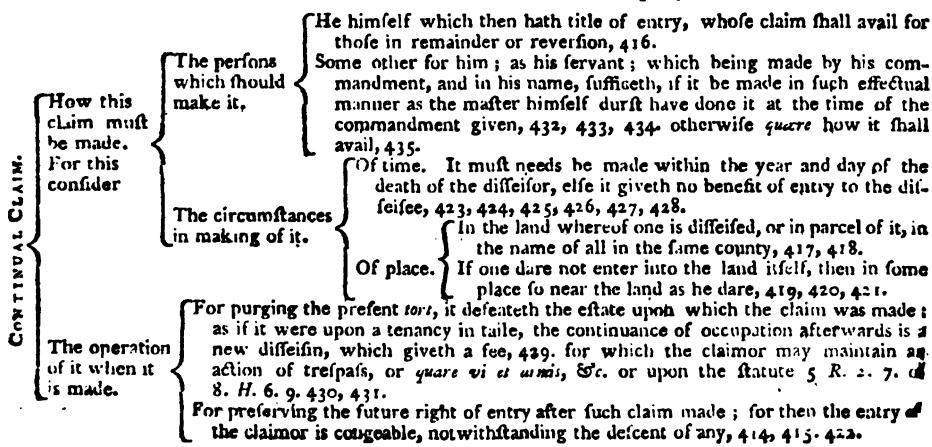 CONTINUAL CLAIM.
How this
cLaim muſt
be made.
For this
conſider
The perſons
which ſhould
make it,
He himſelf which then hath title of entry, whoſe claim ſhall avail for
thoſe in remainder or reverſion, 416.
Some other for him ; as his ſervant ; which being made by his com-
mandment, and in his name, ſufficeth, if it be made in ſuch effectual
manner as the maſter himſelf durſt have done it at the time of the
commandment given, 432, 433, 434. otherwiſe quære how it ſhall
avail, 435.
The circumſtances
in making of it.
Of time. It muſt needs be made within the year and day of the
death of the diſſeiſor, elſe it giveth no benefit of entry to the diſ-
ſeiſee, 423, 424, 425, 426, 427, 428.
Of place.
In the land whereof one is diſſeiſed, or in parcel of it, in
the name of all in the ſame county, 417, 418.
If one dare not enter into the land itſelf, then in ſome
place ſo near the land as he dare, 419, 420, 421.
The operation
of it when it
is made.
For purging the preſent tort, it defeateth the eſtate upon which the claim was made ;
as if it were upon a tenancy in taile, the continuance of occupation afterwards is a
new diſſeiſin, which giveth a fee, 429. for which the claimor may maintain an
action of treſpaſs, or quare vi et armis, &c. or upon the ſtatute 5 R. 2. 7. of
8. H. 6. 9. 430, 431.
For preſerving the future right of entry after ſuch claim made ; for then the entry of
the claimor is congeable, notwithſtanding the deſcent of any, 414, 415. 422.